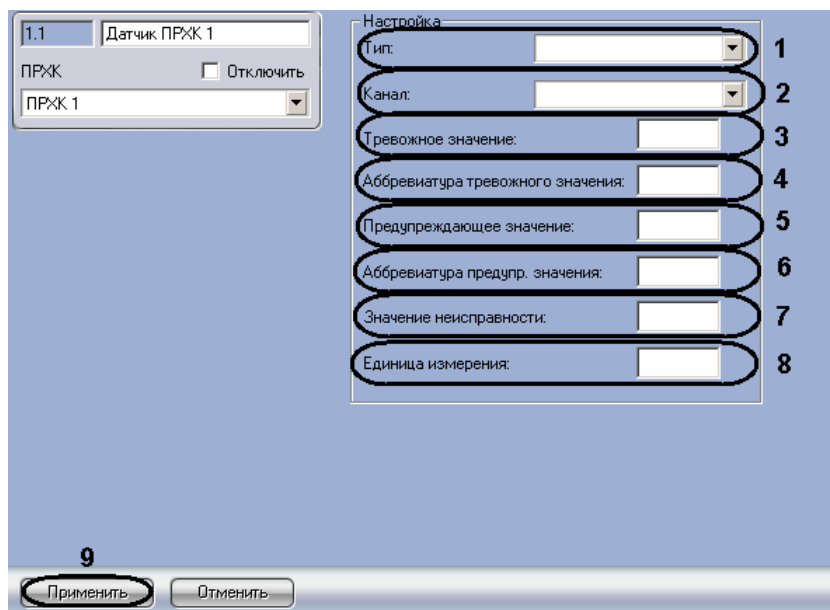 1.1 Датчик ПРХК 1
ПРХК Отключить
ПРХК 1
Настройка
Тип: 1
Канал: 2
Тревожное значение: 3
Аббревиатура тревожного значения: 4
Предупреждающее значение: 5
Аббревиатура предупр. значения: 6
Значение неисправности: 7
Единица измерения: 8
9
Применить Отменить